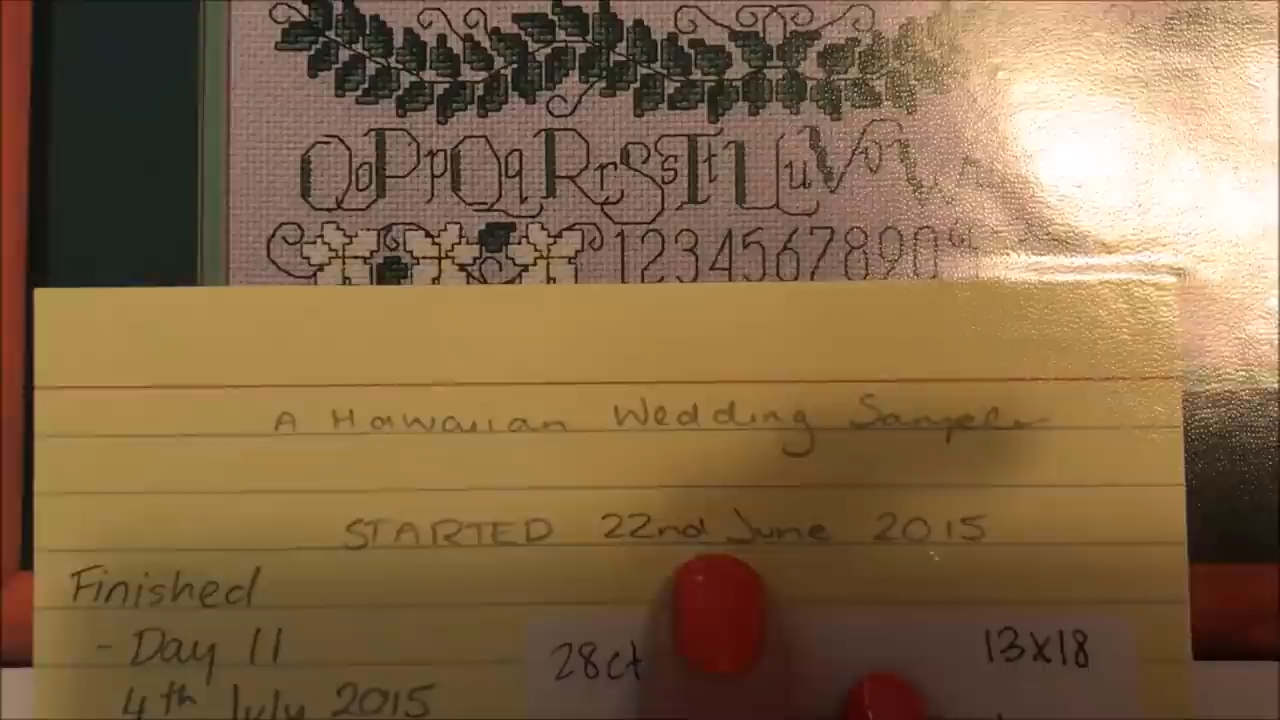 OoPpQqRrSsTtUuVv
1234567890
A Hawaiian Wedding Sampler
STARTED 22nd June 2015
Finished
- Day 11
4th July 2015
28ct
13x18